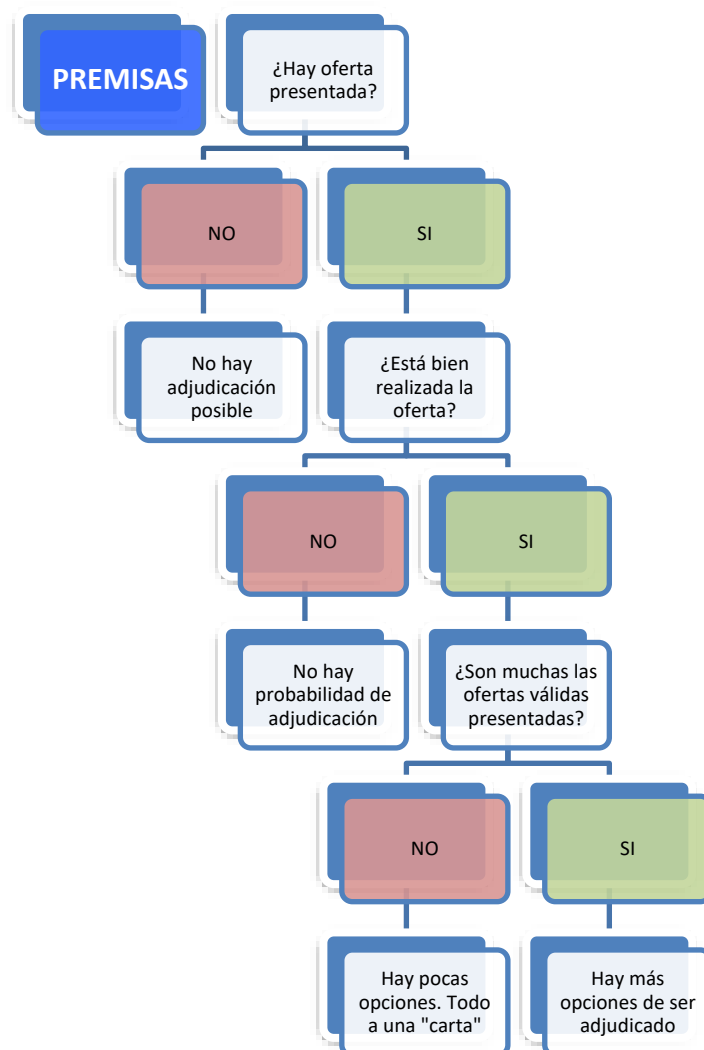 PREMISAS
¿Hay oferta
presentada?
NO
SI
No hay
adjudicación
posible
¿Está bien
realizada la
oferta?
NO
SI
No hay
probabilidad de
adjudicación
¿Son muchas las
ofertas válidas
presentadas?
NO
SI
Hay pocas
opciones. Todo
a una "carta"
Hay más
opciones de ser
adjudicado